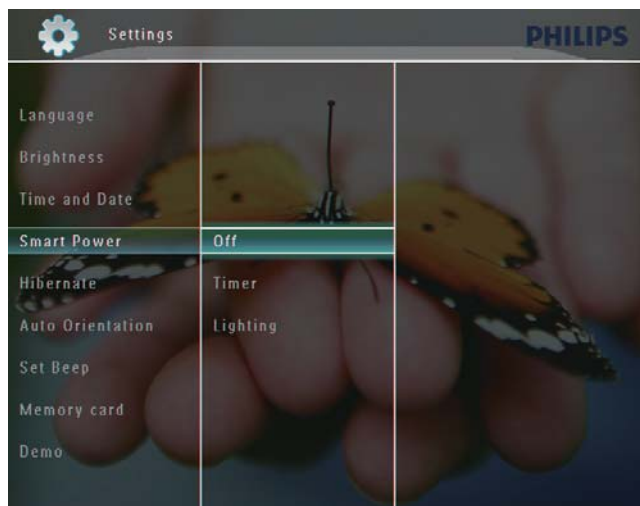 Settings
PHILIPS
Language
Brightness
Time and Date
Smart Power
Hibernate
Auto Orientation
Set Beep
Memory card
Demo
Off
Timer
Lighting